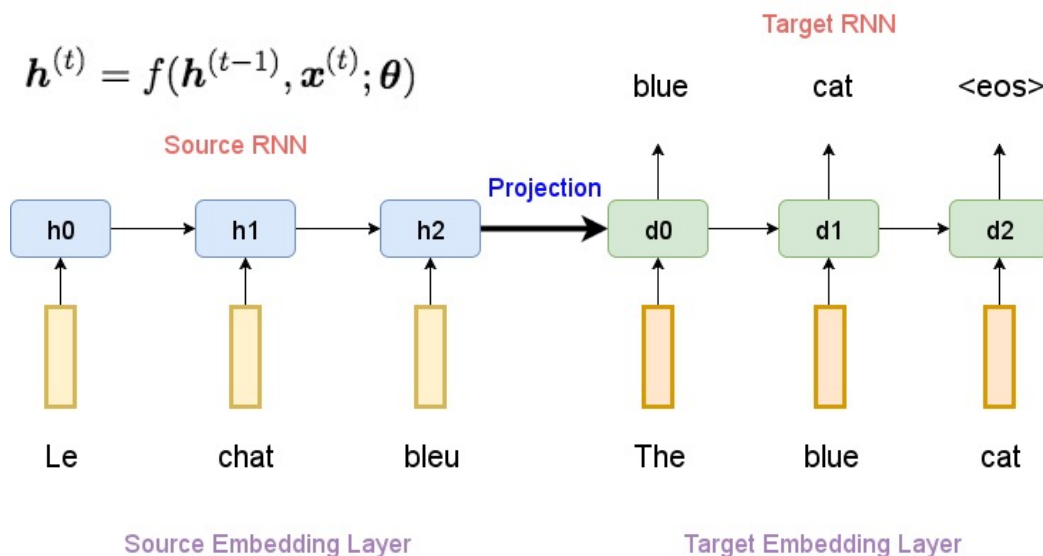 Target RNN
h^(t) = f(h^(t−1), x^(t); θ)
blue cat <eos>
Source RNN
Projection
h0 h1 h2 d0 d1 d2
Le chat bleu The blue cat
Source Embedding Layer Target Embedding Layer